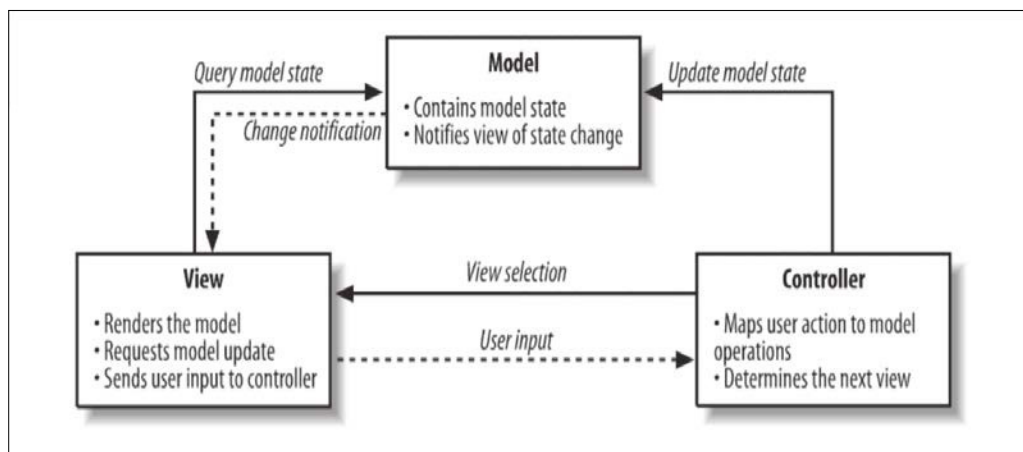 Model
• Contains model state
• Notifies view of state change
Query model state
Update model state
Change notification
View
• Renders the model
• Requests model update
• Sends user input to controller
View selection
User input
Controller
• Maps user action to model
operations
• Determines the next view